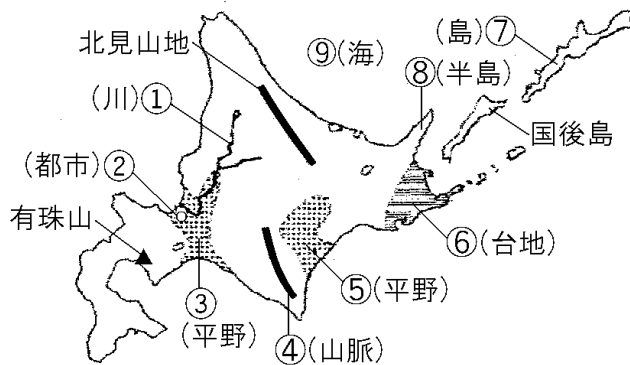 北見山地
⑨(海)
(島)⑦
⑧(半島)
(川)①
国後島
(都市)②
有珠山
⑥(台地)
⑤(平野)
③
(平野)
④(山脈)